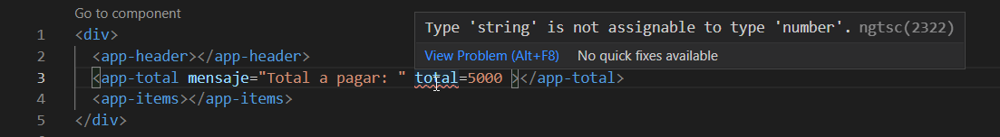 Go to component
Type 'string' is not assignable to type 'number'. ngtsc(2322)
View Problem (Alt+F8) No quick fixes available
1 <div>
2 <app-header></app-header>
3 <app-total mensaje="Total a pagar: " total=5000 ></app-total>
4 <app-items></app-items>
5 </div>